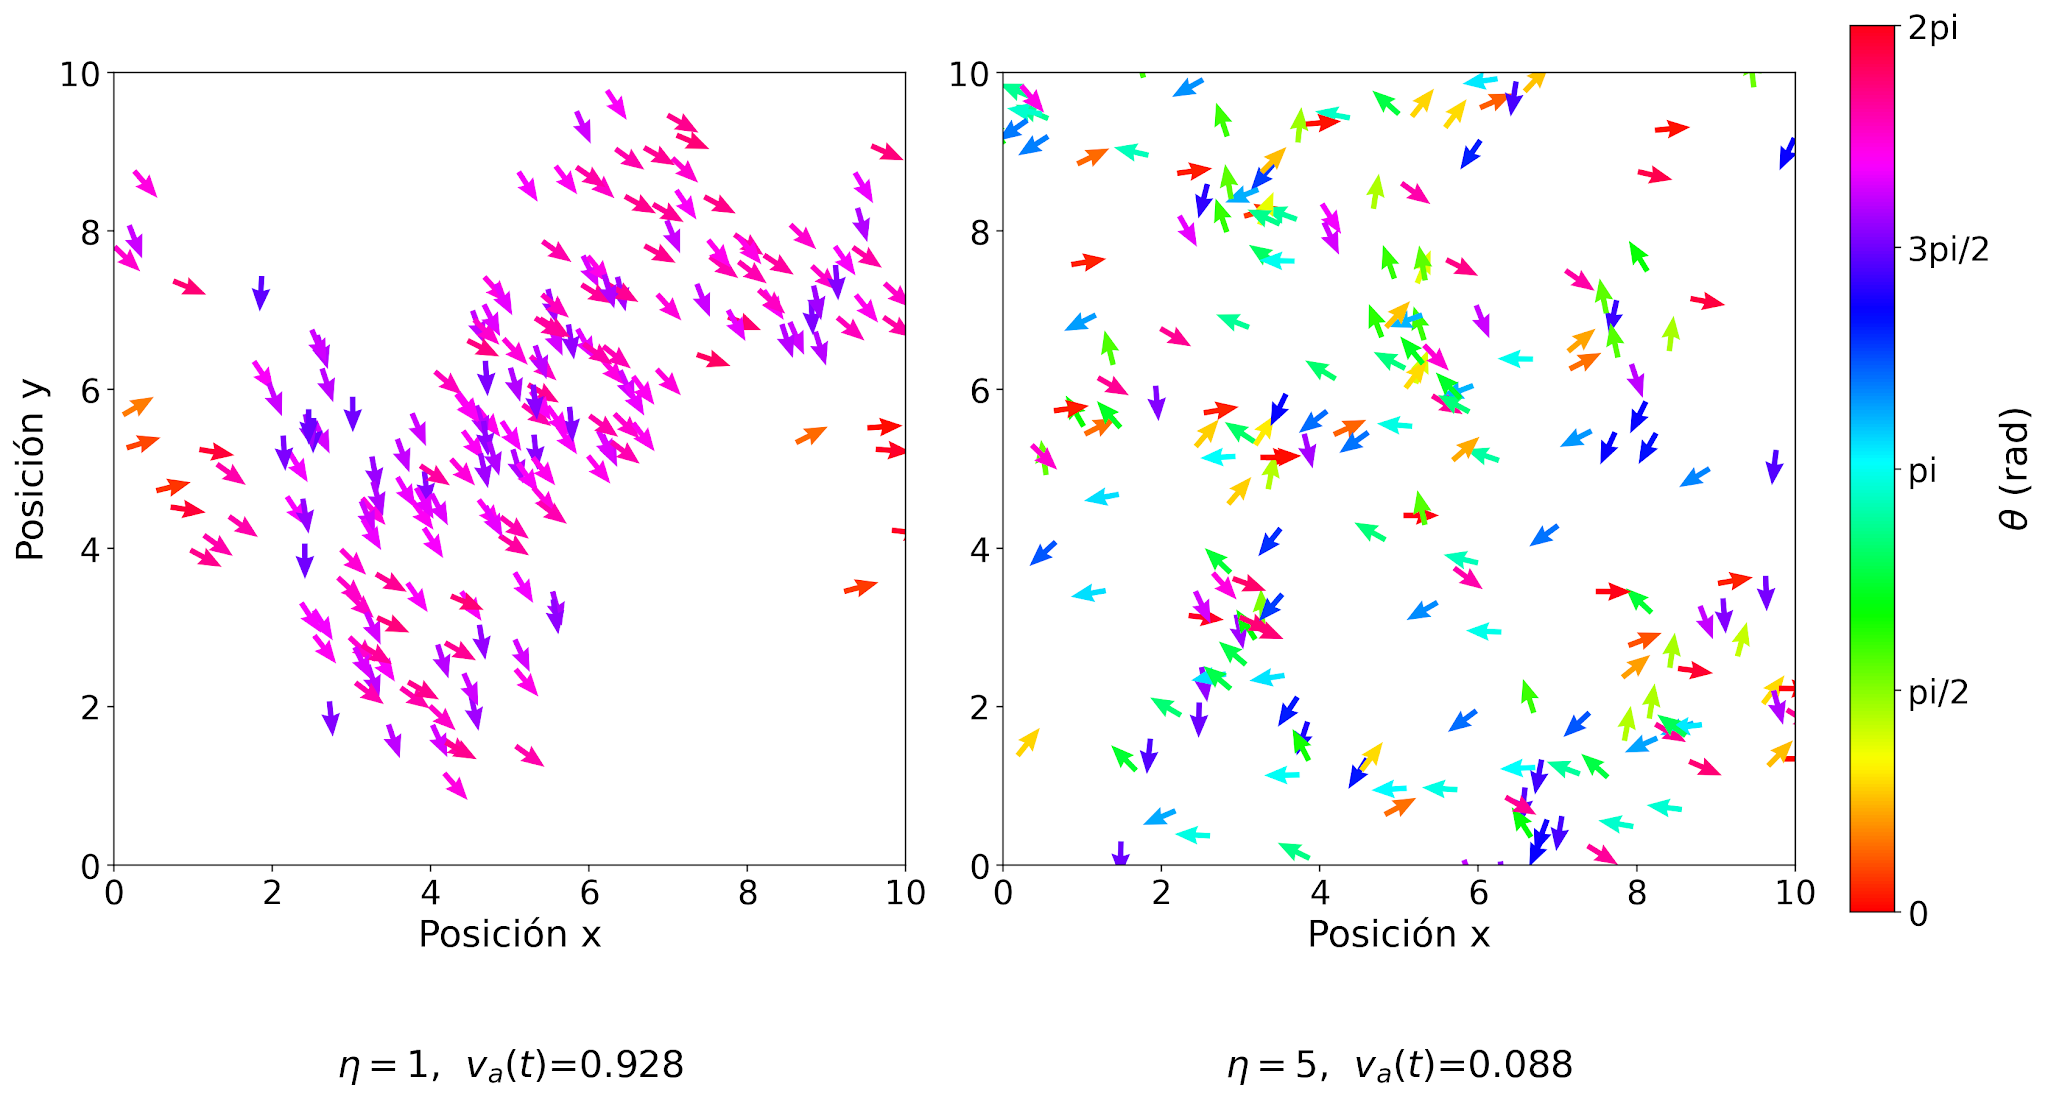 Posición y
10
8
6
4
2
0
0 2 4 6 8 10
Posición x
10
8
6
4
2
0
0 2 4 6 8 10
Posición x
2pi
3pi/2
pi
pi/2
0
θ (rad)
η = 1, vₐ(t)=0.928
η = 5, vₐ(t)=0.088